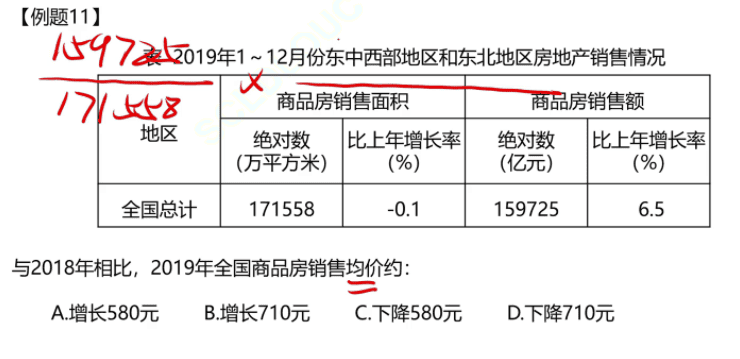 【例题11】
159725
表 2019年1~12月份东中西部地区和东北地区房地产销售情况
171558
地区 商品房销售面积 商品房销售额
绝对数（万平方米） 比上年增长率（%） 绝对数（亿元） 比上年增长率（%）
全国总计 171558 -0.1 159725 6.5
与2018年相比，2019年全国商品房销售均价约：
A.增长580元 B.增长710元 C.下降580元 D.下降710元